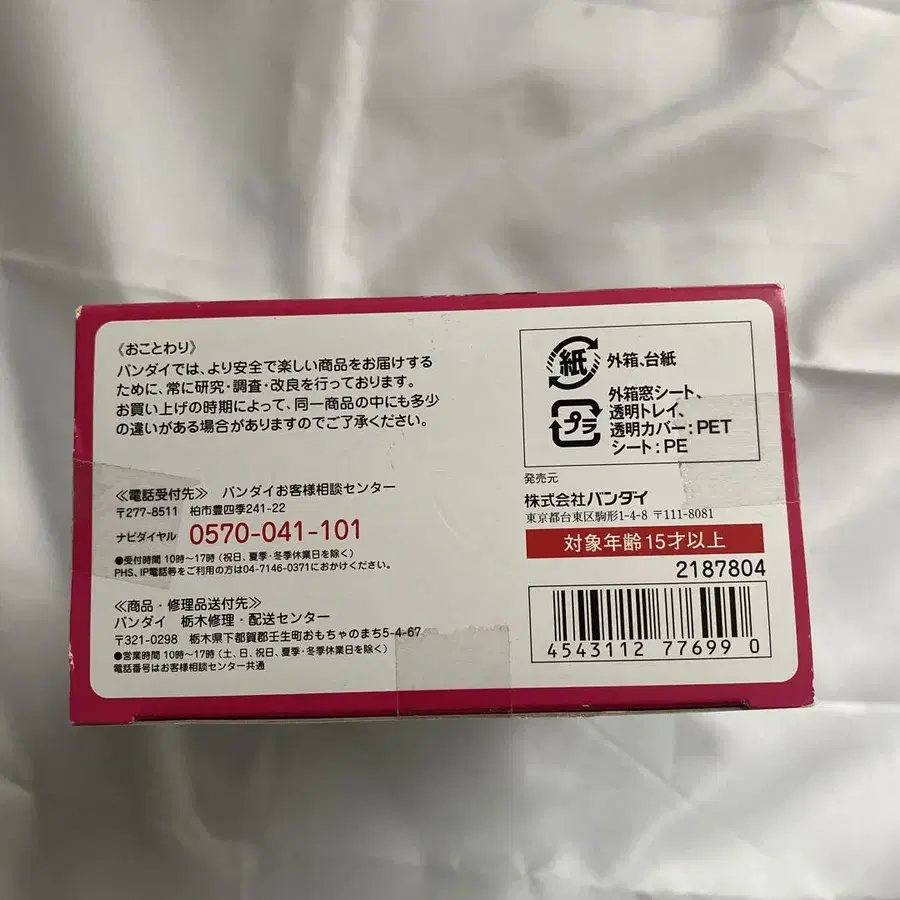 《おことわり》
バンダイでは、より安全で楽しい商品をお届けする
ために、常に研究・調査・改良を行っております。
お買い上げの時期によって、同一商品の中にも多少
の違いがある場合がありますのでご了承ください。
≪電話受付先≫ バンダイお客様相談センター
〒277-8511 柏市豊四季241-22
ナビダイヤル 0570-041-101
●受付時間 10時〜17時(祝日、夏季・冬季休業日を除く)
PHS、IP電話等をご利用の方は04-7146-0371におかけください。
≪商品・修理品送付先≫
バンダイ 栃木修理・配送センター
〒321-0298 栃木県下都賀郡壬生町おもちゃのまち5-4-67
●営業時間 10時〜17時(土、日、祝日、夏季・冬季休業日を除く)
電話番号はお客様相談センター共通
紙 外箱、台紙
プラ 外箱窓シート、
透明トレイ、
透明カバー:PET
シート:PE
発売元
株式会社バンダイ
東京都台東区駒形1-4-8 〒111-8081
対象年齢15才以上
2187804
4543112 77699 0